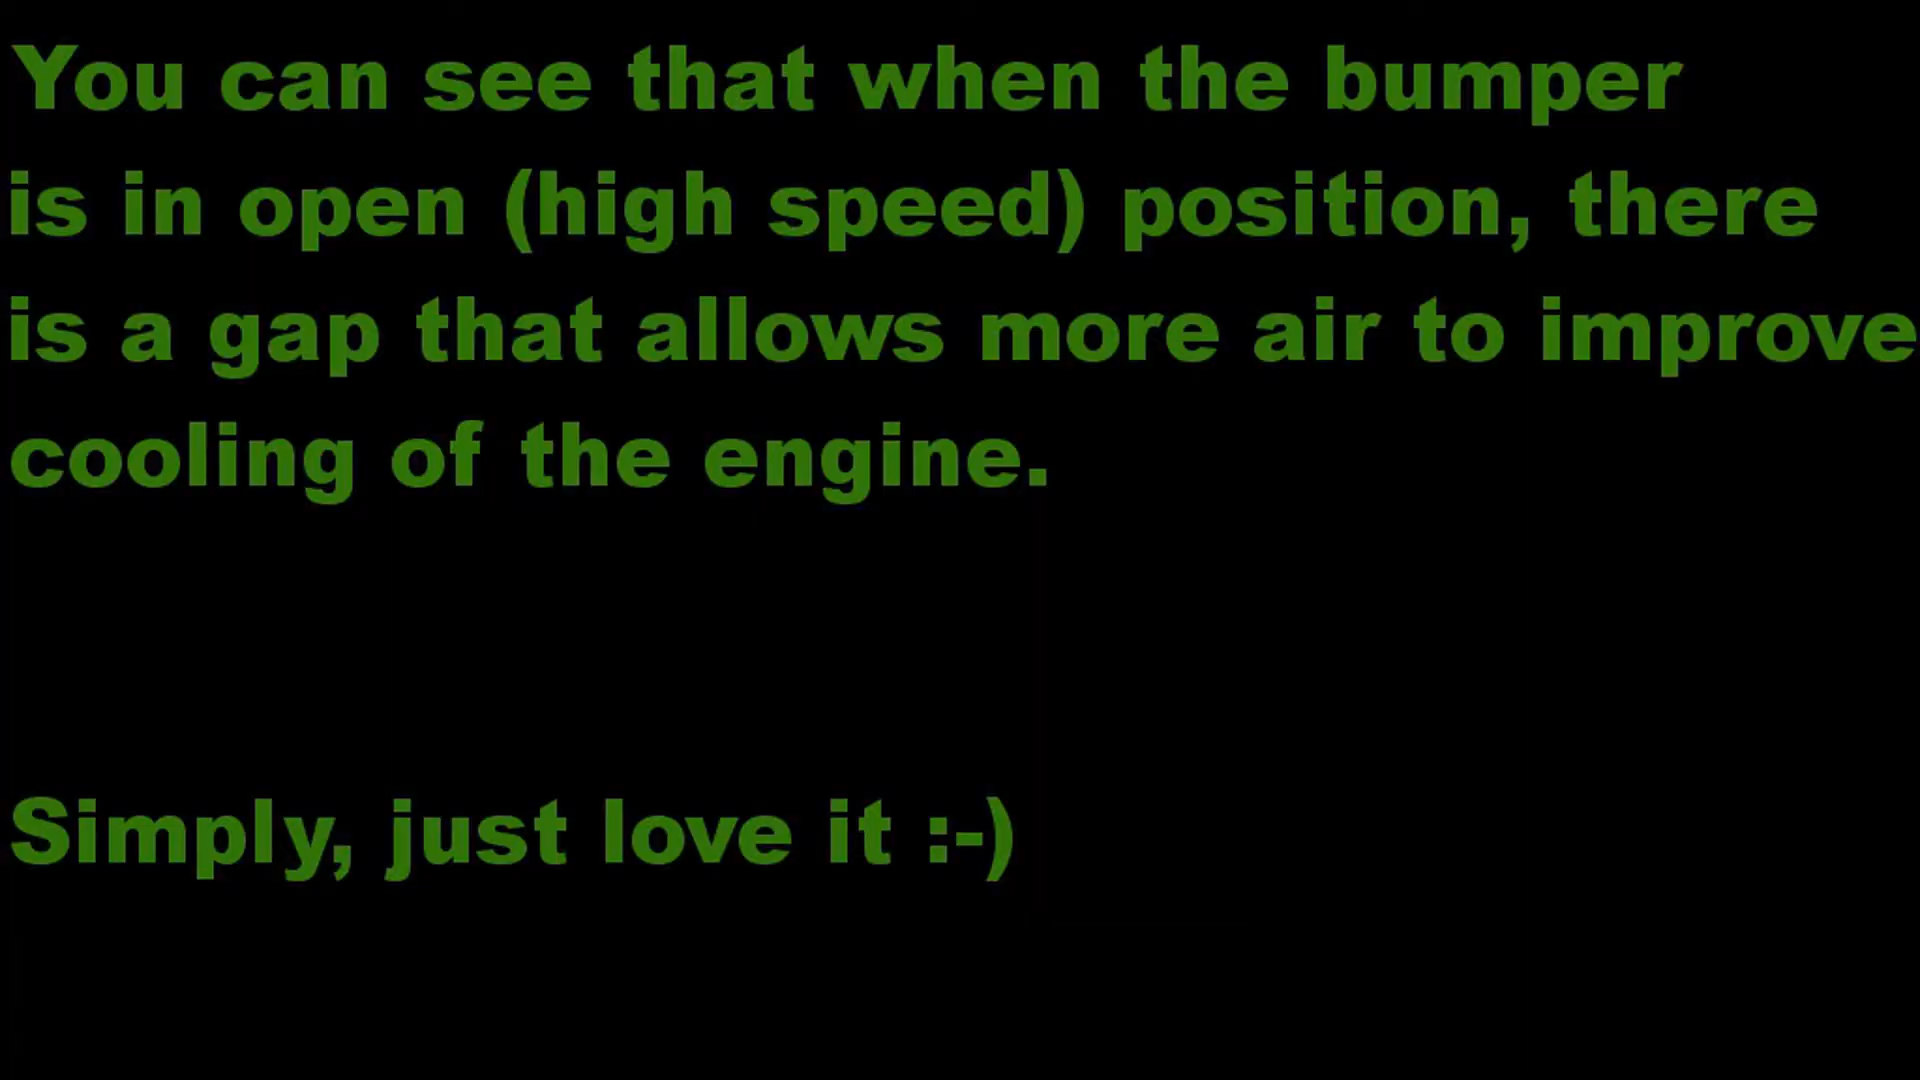 You can see that when the bumper
is in open (high speed) position, there
is a gap that allows more air to improve
cooling of the engine.
Simply, just love it :-)